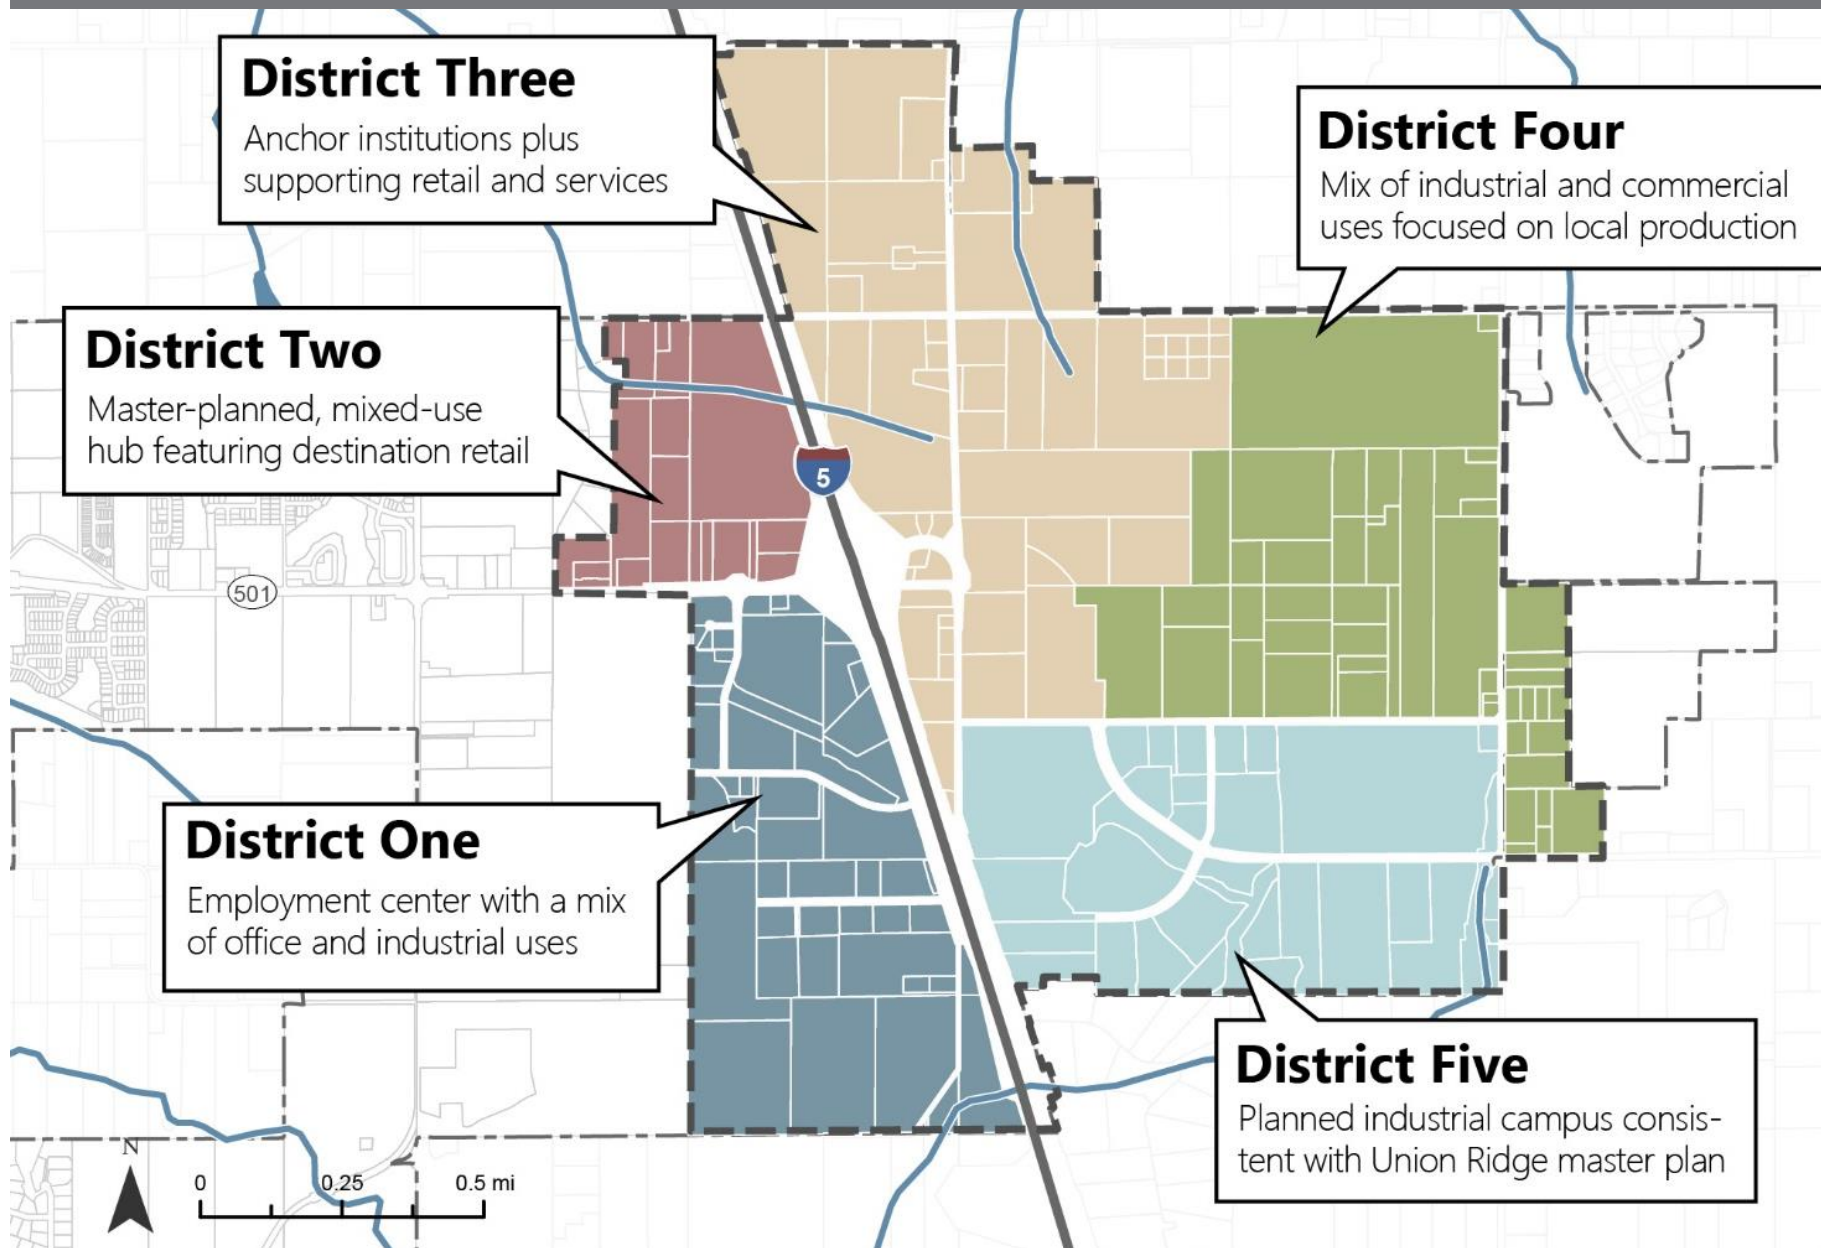 District Three
Anchor institutions plus
supporting retail and services
District Four
Mix of industrial and commercial
uses focused on local production
District Two
Master-planned, mixed-use
hub featuring destination retail
5
501
District One
Employment center with a mix
of office and industrial uses
District Five
Planned industrial campus consis-
tent with Union Ridge master plan
N
0 0.25 0.5 mi